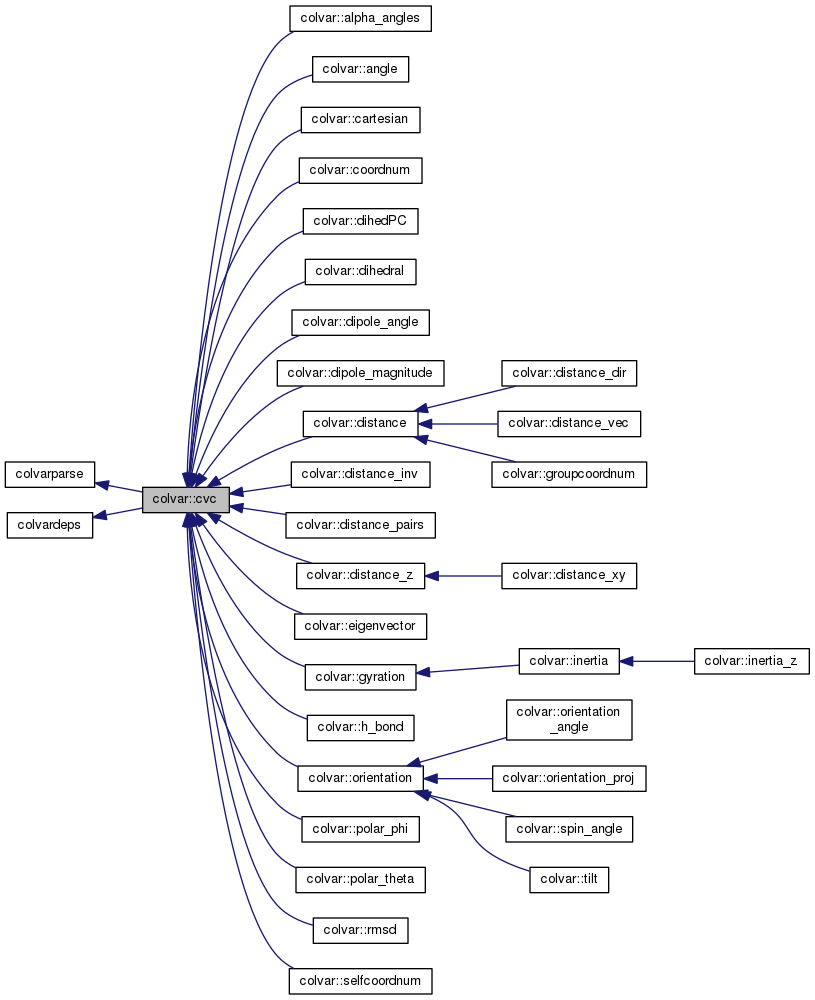 colvar::alpha_angles
colvar::angle
colvar::cartesian
colvar::coordnum
colvar::dihedPC
colvar::dihedral
colvar::dipole_angle
colvar::dipole_magnitude
colvar::distance_dir
colvar::distance
colvar::distance_vec
colvarparse
colvar::distance_inv
colvar::groupcoordnum
colvar::cvc
colvardeps
colvar::distance_pairs
colvar::distance_z
colvar::distance_xy
colvar::eigenvector
colvar::gyration
colvar::inertia
colvar::inertia_z
colvar::h_bond
colvar::orientation
_angle
colvar::orientation
colvar::orientation_proj
colvar::polar_phi
colvar::spin_angle
colvar::polar_theta
colvar::tilt
colvar::rmsd
colvar::selfcoordnum